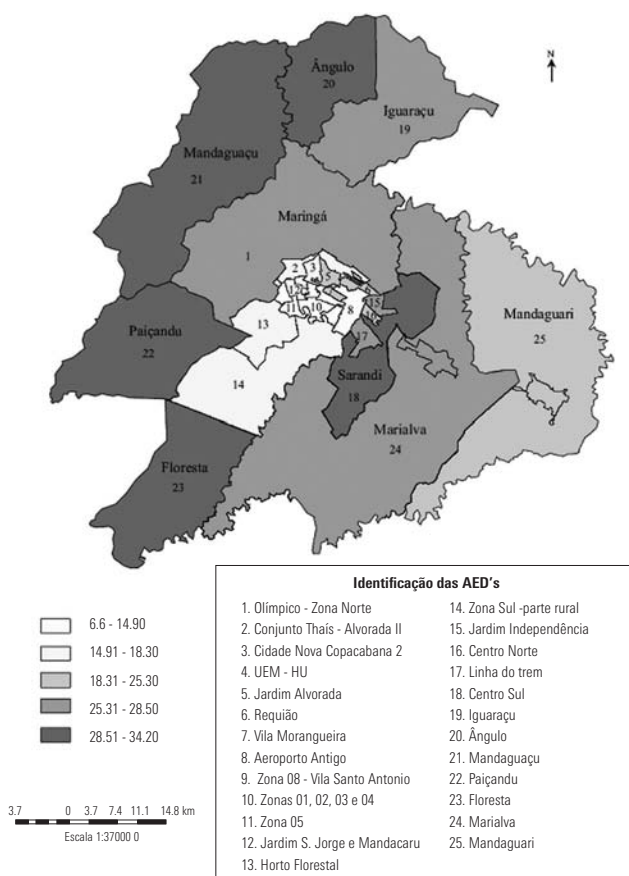 N
Ângulo
20
Iguaraçu
19
Mandaguaçu
21
Maringá
1
2
3
5
12
11
10
8
15
16
17
13
Mandaguari
25
Paiçandu
22
14
Sarandi
18
Marialva
24
Floresta
23
6.6 - 14.90
14.91 - 18.30
18.31 - 25.30
25.31 - 28.50
28.51 - 34.20
3.7 0 3.7 7.4 11.1 14.8 km
Escala 1:37000 0
Identificação das AED's
1. Olímpico - Zona Norte
2. Conjunto Thaís - Alvorada II
3. Cidade Nova Copacabana 2
4. UEM - HU
5. Jardim Alvorada
6. Requião
7. Vila Morangueira
8. Aeroporto Antigo
9. Zona 08 - Vila Santo Antonio
10. Zonas 01, 02, 03 e 04
11. Zona 05
12. Jardim S. Jorge e Mandacaru
13. Horto Florestal
14. Zona Sul -parte rural
15. Jardim Independência
16. Centro Norte
17. Linha do trem
18. Centro Sul
19. Iguaraçu
20. Ângulo
21. Mandaguaçu
22. Paiçandu
23. Floresta
24. Marialva
25. Mandaguari